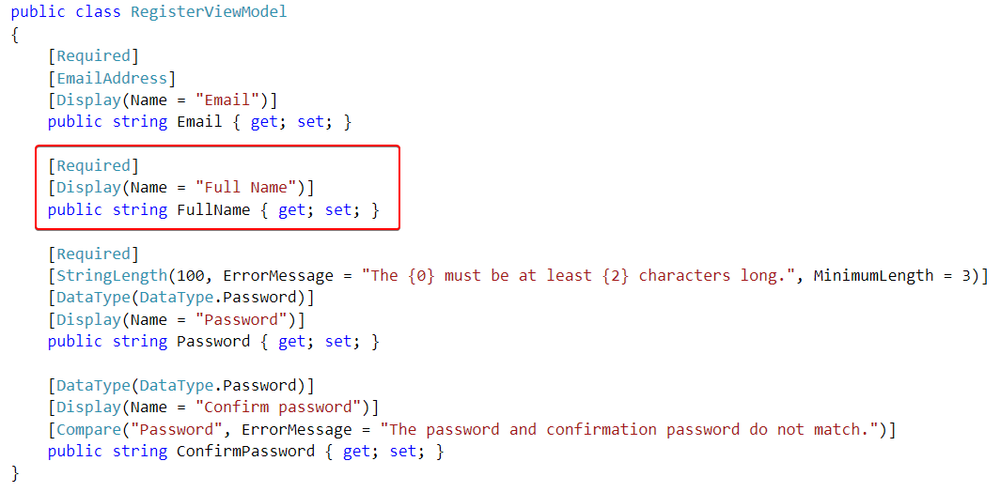 public class RegisterViewModel
{
    [Required]
    [EmailAddress]
    [Display(Name = "Email")]
    public string Email { get; set; }

    [Required]
    [Display(Name = "Full Name")]
    public string FullName { get; set; }

    [Required]
    [StringLength(100, ErrorMessage = "The {0} must be at least {2} characters long.", MinimumLength = 3)]
    [DataType(DataType.Password)]
    [Display(Name = "Password")]
    public string Password { get; set; }

    [DataType(DataType.Password)]
    [Display(Name = "Confirm password")]
    [Compare("Password", ErrorMessage = "The password and confirmation password do not match.")]
    public string ConfirmPassword { get; set; }
}